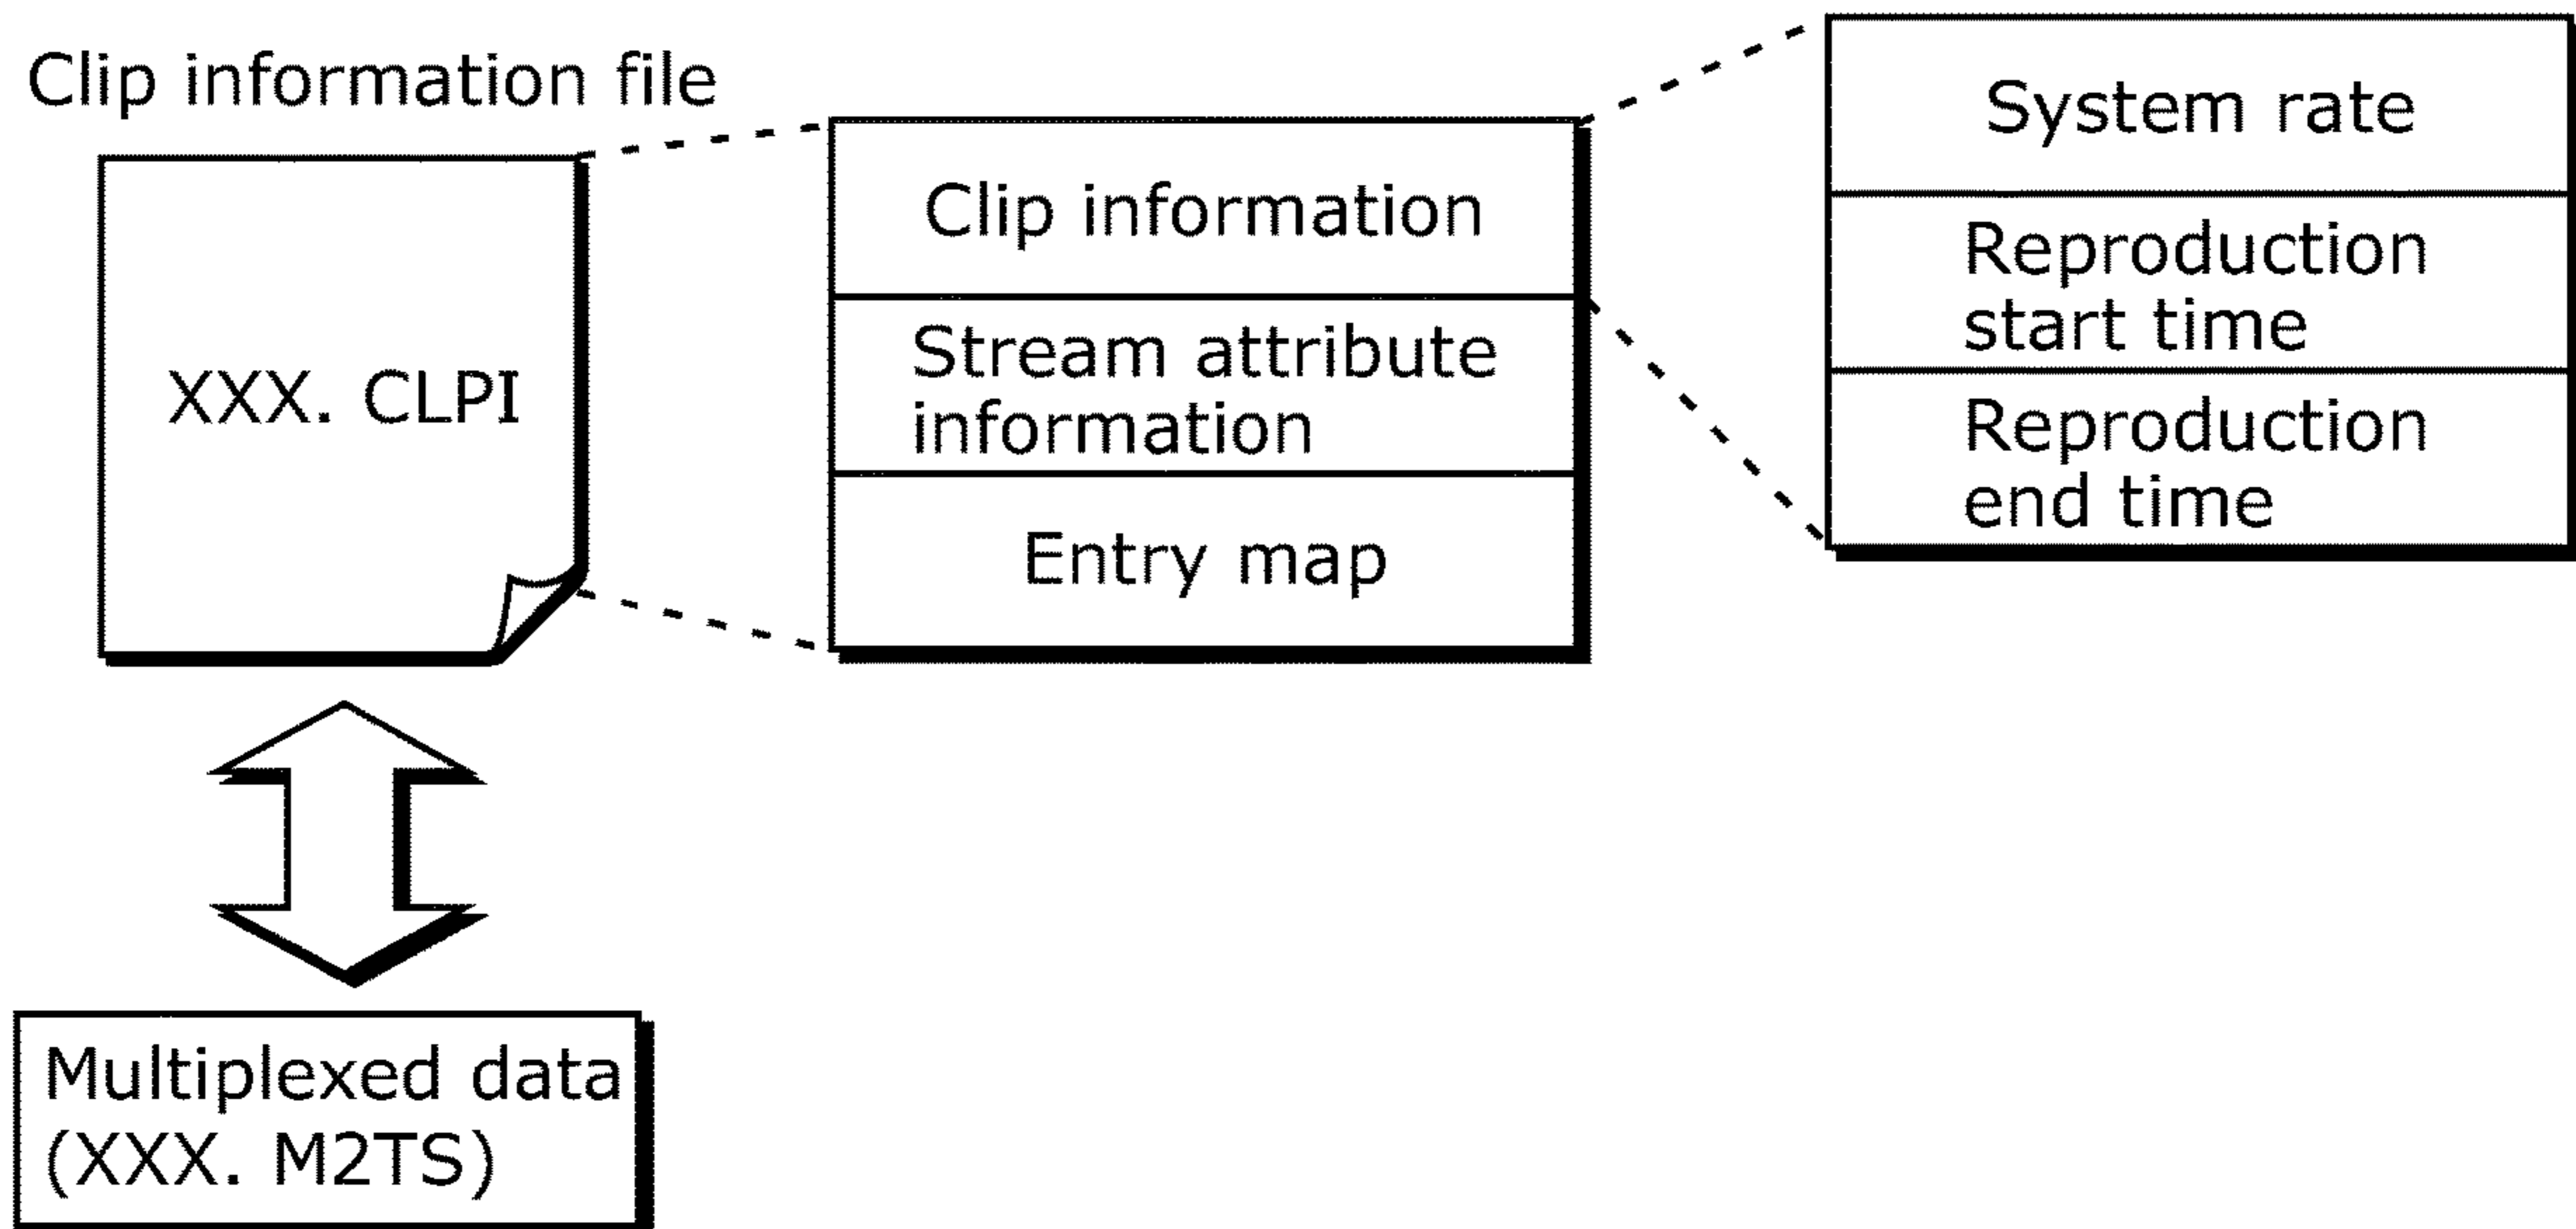 Clip information file
XXX. CLPI
Multiplexed data
(XXX. M2TS)
Clip information
Stream attribute
information
Entry map
System rate
Reproduction
start time
Reproduction
end time